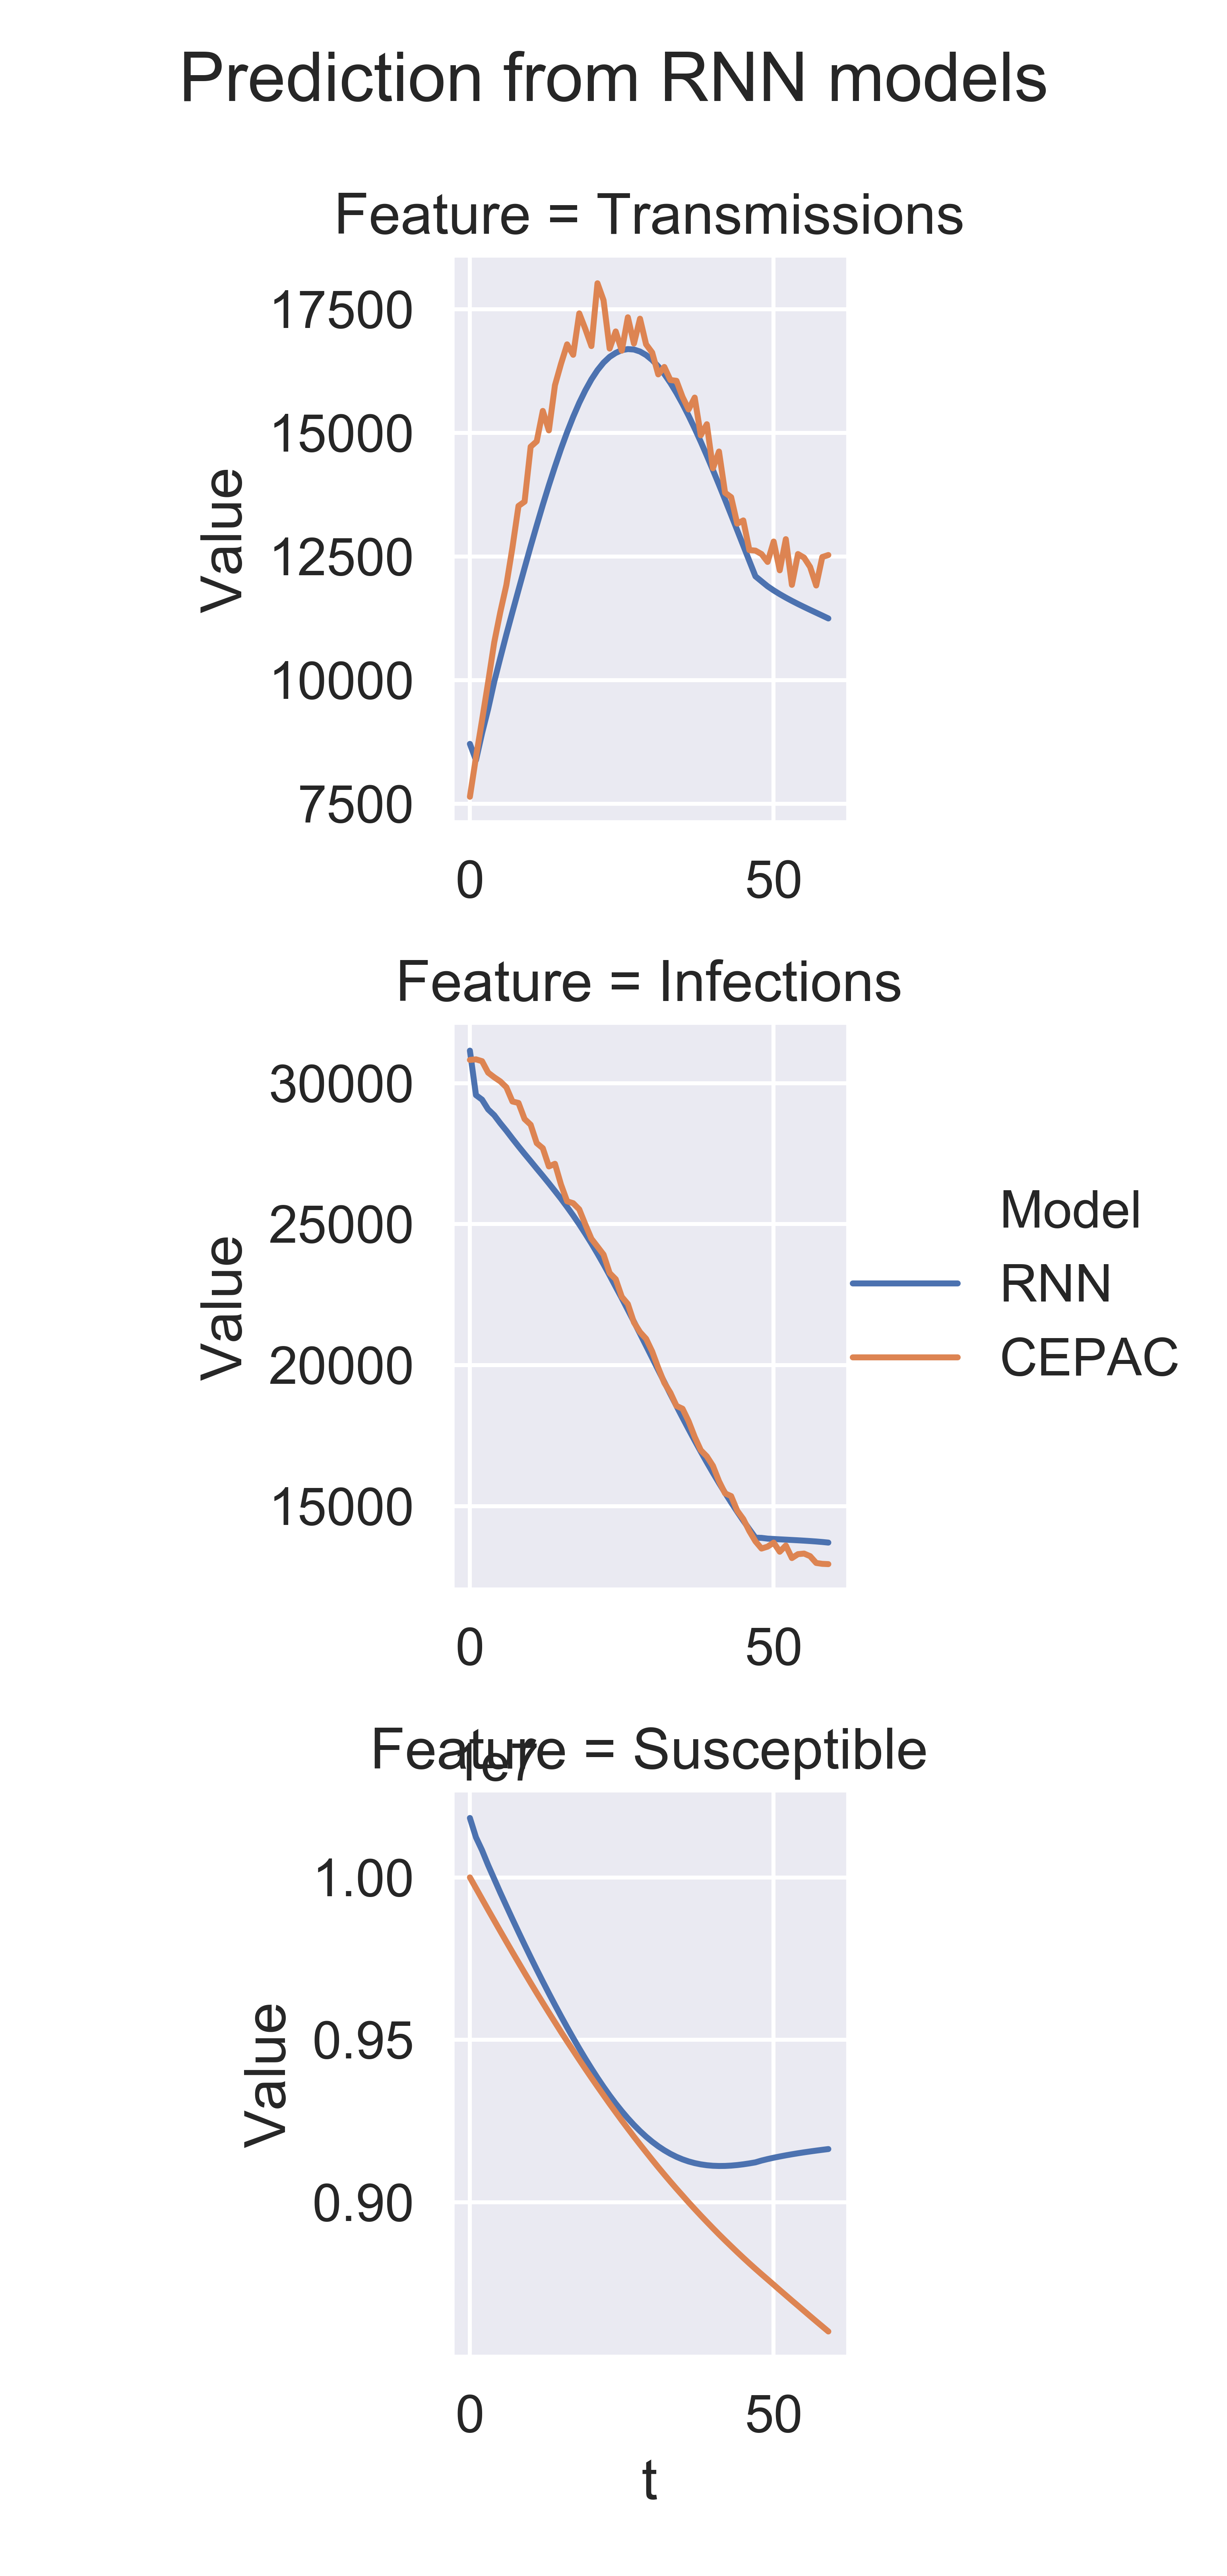 Prediction from RNN models
Feature = Transmissions
17500
15000
12500
10000
7500
Value
0 50
Feature = Infections
30000
25000
20000
15000
Value
0 50
Model
RNN
CEPAC
Feature = Susceptible
1e7
1.00
0.95
0.90
Value
0 50
t